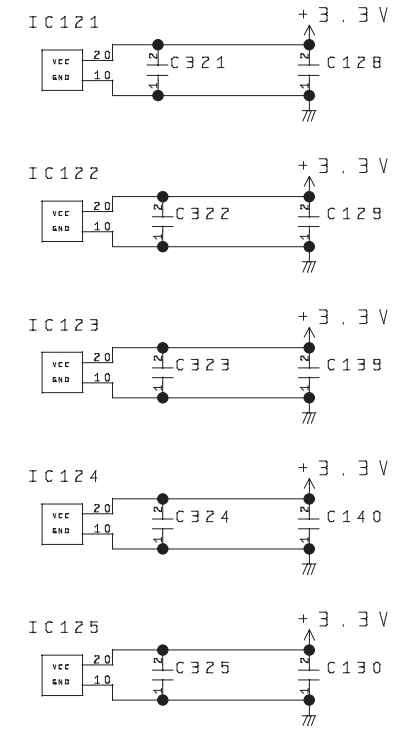 IC121
+3.3V
VCC 20 2 C321 2 C128
GND 10 1 1
IC122
+3.3V
VCC 20 2 C322 2 C129
GND 10 1 1
IC123
+3.3V
VCC 20 2 C323 2 C139
GND 10 1 1
IC124
+3.3V
VCC 20 2 C324 2 C140
GND 10 1 1
IC125
+3.3V
VCC 20 2 C325 2 C130
GND 10 1 1